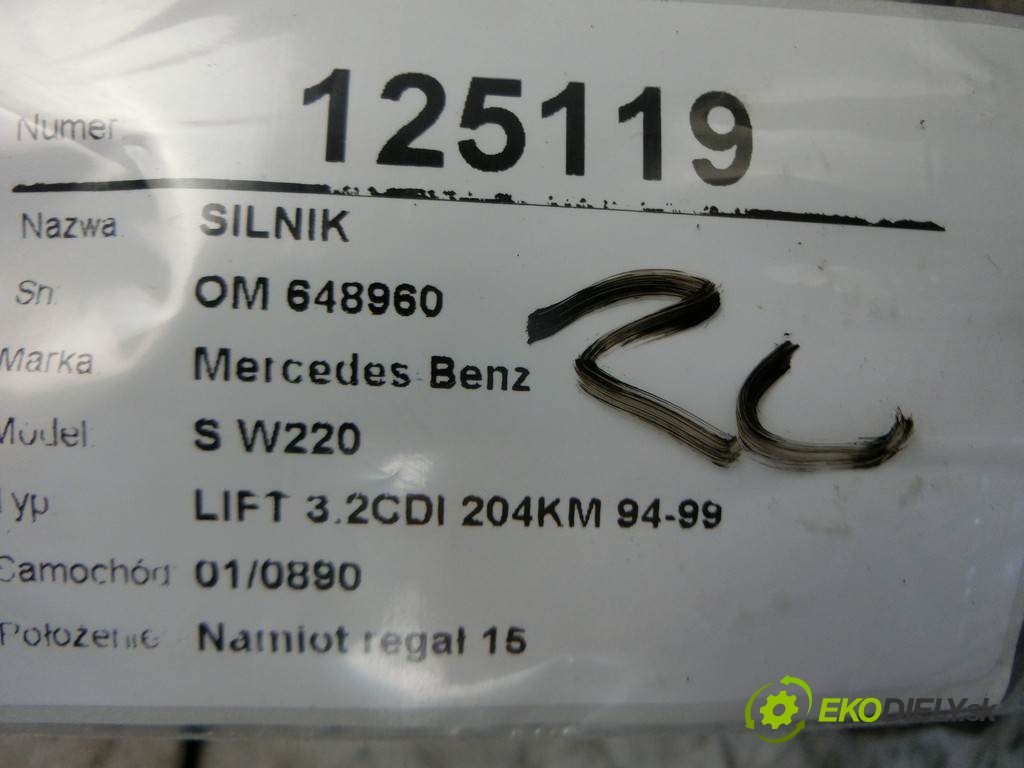 Numer 125119
Nazwa. SILNIK
Sn: OM 648960
Marka Mercedes Benz
Model. S W220
Typ LIFT 3.2CDI 204KM 94-99
Samochód 01/0890
Położenie Namiot regał 15
EKODIELY.sk